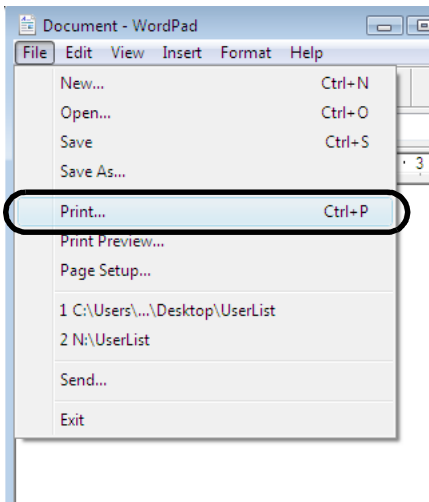 Document - WordPad
File Edit View Insert Format Help
New... Ctrl+N
Open... Ctrl+O
Save Ctrl+S
Save As...
3
Print... Ctrl+P
Print Preview...
Page Setup...
1 C:\Users\...\Desktop\UserList
2 N:\UserList
Send...
Exit